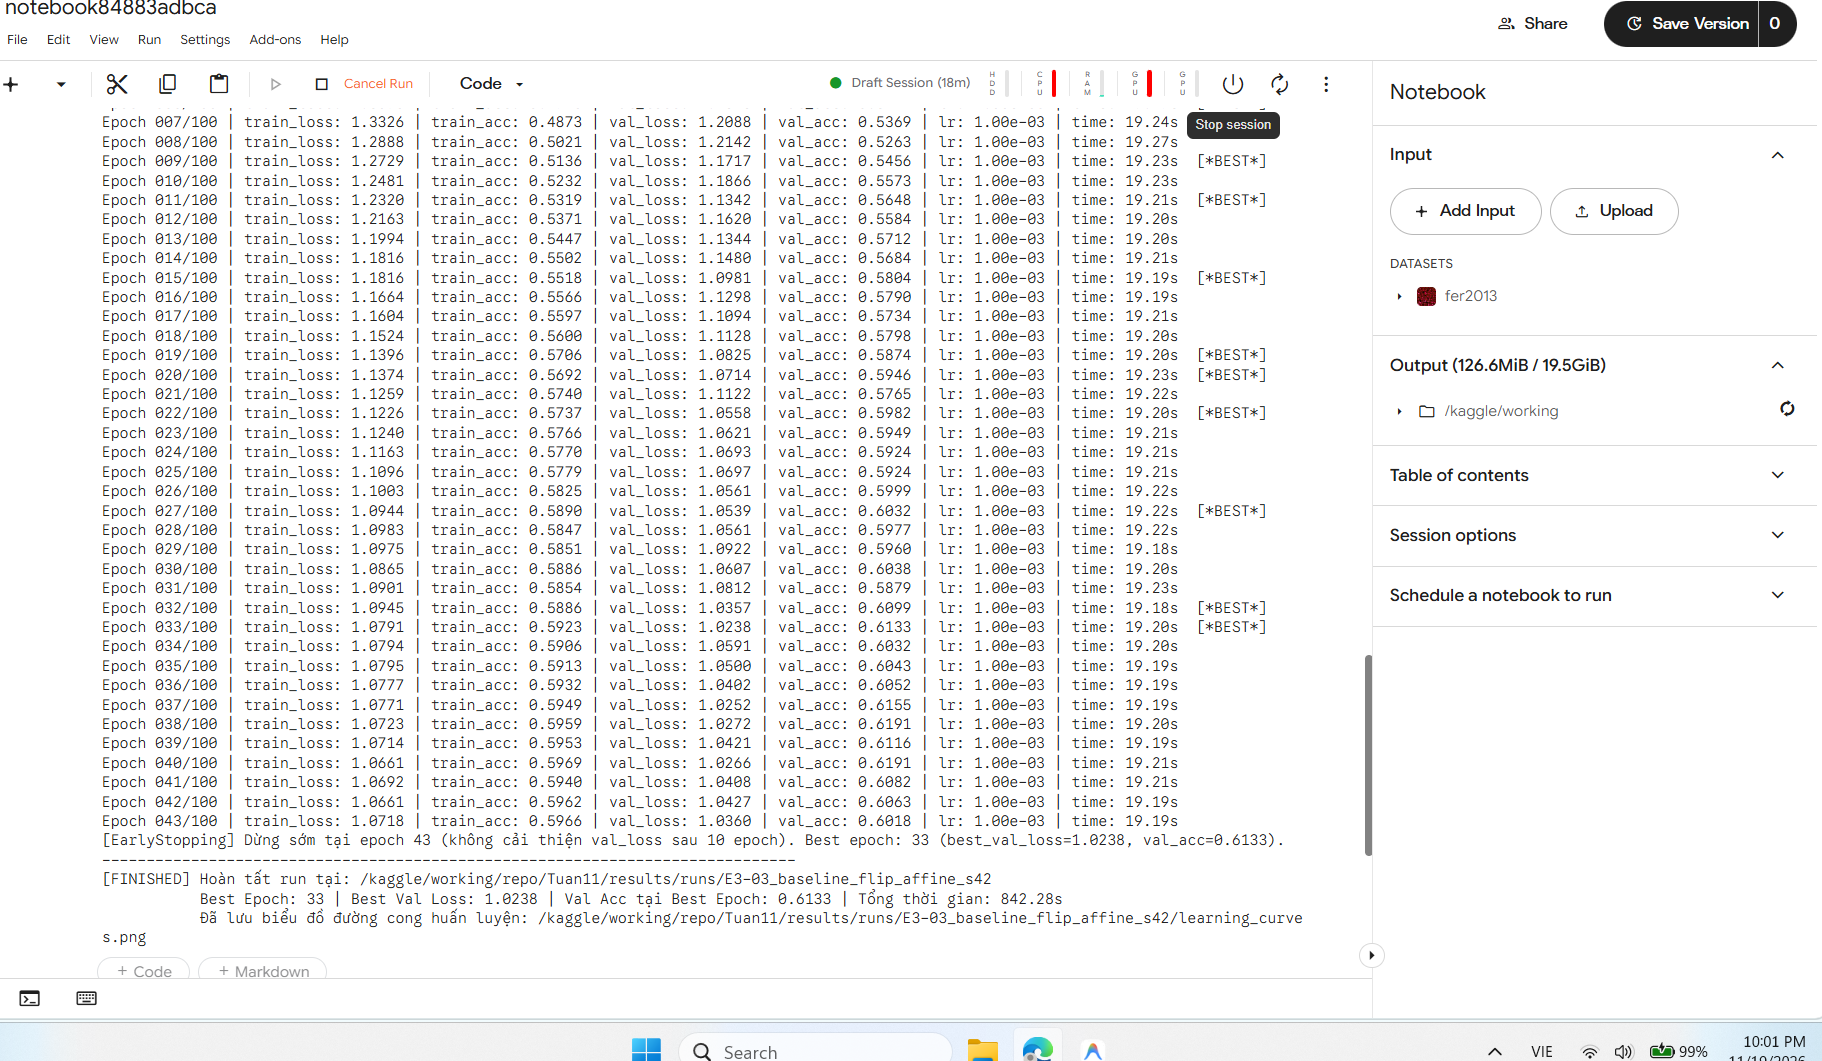 notebook84883adbca
File Edit View Run Settings Add-ons Help
Share
Save Version 0
Cancel Run
Code
Draft Session (18m)
HDD
CPU
RAM
GPU
GPU
Stop session
Epoch 007/100 | train_loss: 1.3326 | train_acc: 0.4873 | val_loss: 1.2088 | val_acc: 0.5369 | lr: 1.00e-03 | time: 19.24s
Epoch 008/100 | train_loss: 1.2888 | train_acc: 0.5021 | val_loss: 1.2142 | val_acc: 0.5263 | lr: 1.00e-03 | time: 19.27s
Epoch 009/100 | train_loss: 1.2729 | train_acc: 0.5136 | val_loss: 1.1717 | val_acc: 0.5456 | lr: 1.00e-03 | time: 19.23s [*BEST*]
Epoch 010/100 | train_loss: 1.2481 | train_acc: 0.5232 | val_loss: 1.1866 | val_acc: 0.5573 | lr: 1.00e-03 | time: 19.23s
Epoch 011/100 | train_loss: 1.2320 | train_acc: 0.5319 | val_loss: 1.1342 | val_acc: 0.5648 | lr: 1.00e-03 | time: 19.21s [*BEST*]
Epoch 012/100 | train_loss: 1.2163 | train_acc: 0.5371 | val_loss: 1.1620 | val_acc: 0.5584 | lr: 1.00e-03 | time: 19.20s
Epoch 013/100 | train_loss: 1.1994 | train_acc: 0.5447 | val_loss: 1.1344 | val_acc: 0.5712 | lr: 1.00e-03 | time: 19.20s
Epoch 014/100 | train_loss: 1.1816 | train_acc: 0.5502 | val_loss: 1.1480 | val_acc: 0.5684 | lr: 1.00e-03 | time: 19.21s
Epoch 015/100 | train_loss: 1.1816 | train_acc: 0.5518 | val_loss: 1.0981 | val_acc: 0.5804 | lr: 1.00e-03 | time: 19.19s [*BEST*]
Epoch 016/100 | train_loss: 1.1664 | train_acc: 0.5566 | val_loss: 1.1298 | val_acc: 0.5790 | lr: 1.00e-03 | time: 19.19s
Epoch 017/100 | train_loss: 1.1604 | train_acc: 0.5597 | val_loss: 1.1094 | val_acc: 0.5734 | lr: 1.00e-03 | time: 19.21s
Epoch 018/100 | train_loss: 1.1524 | train_acc: 0.5600 | val_loss: 1.1128 | val_acc: 0.5798 | lr: 1.00e-03 | time: 19.20s
Epoch 019/100 | train_loss: 1.1396 | train_acc: 0.5706 | val_loss: 1.0825 | val_acc: 0.5874 | lr: 1.00e-03 | time: 19.20s [*BEST*]
Epoch 020/100 | train_loss: 1.1374 | train_acc: 0.5692 | val_loss: 1.0714 | val_acc: 0.5946 | lr: 1.00e-03 | time: 19.23s [*BEST*]
Epoch 021/100 | train_loss: 1.1259 | train_acc: 0.5740 | val_loss: 1.1122 | val_acc: 0.5765 | lr: 1.00e-03 | time: 19.22s
Epoch 022/100 | train_loss: 1.1226 | train_acc: 0.5737 | val_loss: 1.0558 | val_acc: 0.5982 | lr: 1.00e-03 | time: 19.20s [*BEST*]
Epoch 023/100 | train_loss: 1.1240 | train_acc: 0.5766 | val_loss: 1.0621 | val_acc: 0.5949 | lr: 1.00e-03 | time: 19.21s
Epoch 024/100 | train_loss: 1.1163 | train_acc: 0.5770 | val_loss: 1.0693 | val_acc: 0.5924 | lr: 1.00e-03 | time: 19.21s
Epoch 025/100 | train_loss: 1.1096 | train_acc: 0.5779 | val_loss: 1.0697 | val_acc: 0.5924 | lr: 1.00e-03 | time: 19.21s
Epoch 026/100 | train_loss: 1.1003 | train_acc: 0.5825 | val_loss: 1.0561 | val_acc: 0.5999 | lr: 1.00e-03 | time: 19.22s
Epoch 027/100 | train_loss: 1.0944 | train_acc: 0.5890 | val_loss: 1.0539 | val_acc: 0.6032 | lr: 1.00e-03 | time: 19.22s [*BEST*]
Epoch 028/100 | train_loss: 1.0983 | train_acc: 0.5847 | val_loss: 1.0561 | val_acc: 0.5977 | lr: 1.00e-03 | time: 19.22s
Epoch 029/100 | train_loss: 1.0975 | train_acc: 0.5851 | val_loss: 1.0922 | val_acc: 0.5960 | lr: 1.00e-03 | time: 19.18s
Epoch 030/100 | train_loss: 1.0865 | train_acc: 0.5886 | val_loss: 1.0607 | val_acc: 0.6038 | lr: 1.00e-03 | time: 19.20s
Epoch 031/100 | train_loss: 1.0901 | train_acc: 0.5854 | val_loss: 1.0812 | val_acc: 0.5879 | lr: 1.00e-03 | time: 19.23s
Epoch 032/100 | train_loss: 1.0945 | train_acc: 0.5886 | val_loss: 1.0357 | val_acc: 0.6099 | lr: 1.00e-03 | time: 19.18s [*BEST*]
Epoch 033/100 | train_loss: 1.0791 | train_acc: 0.5923 | val_loss: 1.0238 | val_acc: 0.6133 | lr: 1.00e-03 | time: 19.20s [*BEST*]
Epoch 034/100 | train_loss: 1.0794 | train_acc: 0.5906 | val_loss: 1.0591 | val_acc: 0.6032 | lr: 1.00e-03 | time: 19.20s
Epoch 035/100 | train_loss: 1.0795 | train_acc: 0.5913 | val_loss: 1.0500 | val_acc: 0.6043 | lr: 1.00e-03 | time: 19.19s
Epoch 036/100 | train_loss: 1.0777 | train_acc: 0.5932 | val_loss: 1.0402 | val_acc: 0.6052 | lr: 1.00e-03 | time: 19.19s
Epoch 037/100 | train_loss: 1.0771 | train_acc: 0.5949 | val_loss: 1.0252 | val_acc: 0.6155 | lr: 1.00e-03 | time: 19.19s
Epoch 038/100 | train_loss: 1.0723 | train_acc: 0.5959 | val_loss: 1.0272 | val_acc: 0.6191 | lr: 1.00e-03 | time: 19.20s
Epoch 039/100 | train_loss: 1.0714 | train_acc: 0.5953 | val_loss: 1.0421 | val_acc: 0.6116 | lr: 1.00e-03 | time: 19.19s
Epoch 040/100 | train_loss: 1.0661 | train_acc: 0.5969 | val_loss: 1.0266 | val_acc: 0.6191 | lr: 1.00e-03 | time: 19.21s
Epoch 041/100 | train_loss: 1.0692 | train_acc: 0.5940 | val_loss: 1.0408 | val_acc: 0.6082 | lr: 1.00e-03 | time: 19.21s
Epoch 042/100 | train_loss: 1.0661 | train_acc: 0.5962 | val_loss: 1.0427 | val_acc: 0.6063 | lr: 1.00e-03 | time: 19.19s
Epoch 043/100 | train_loss: 1.0718 | train_acc: 0.5966 | val_loss: 1.0360 | val_acc: 0.6018 | lr: 1.00e-03 | time: 19.19s
[EarlyStopping] Dừng sớm tại epoch 43 (không cải thiện val_loss sau 10 epoch). Best epoch: 33 (best_val_loss=1.0238, val_acc=0.6133).
------------------------------------------------------------------------------
[FINISHED] Hoàn tất run tại: /kaggle/working/repo/Tuan11/results/runs/E3-03_baseline_flip_affine_s42
Best Epoch: 33 | Best Val Loss: 1.0238 | Val Acc tại Best Epoch: 0.6133 | Tổng thời gian: 842.28s
Đã lưu biểu đồ đường cong huấn luyện: /kaggle/working/repo/Tuan11/results/runs/E3-03_baseline_flip_affine_s42/learning_curve
s.png
+ Code + Markdown
Notebook
Input
+ Add Input
Upload
DATASETS
fer2013
Output (126.6MiB / 19.5GiB)
/kaggle/working
Table of contents
Session options
Schedule a notebook to run
Search
VIE
99%
10:01 PM